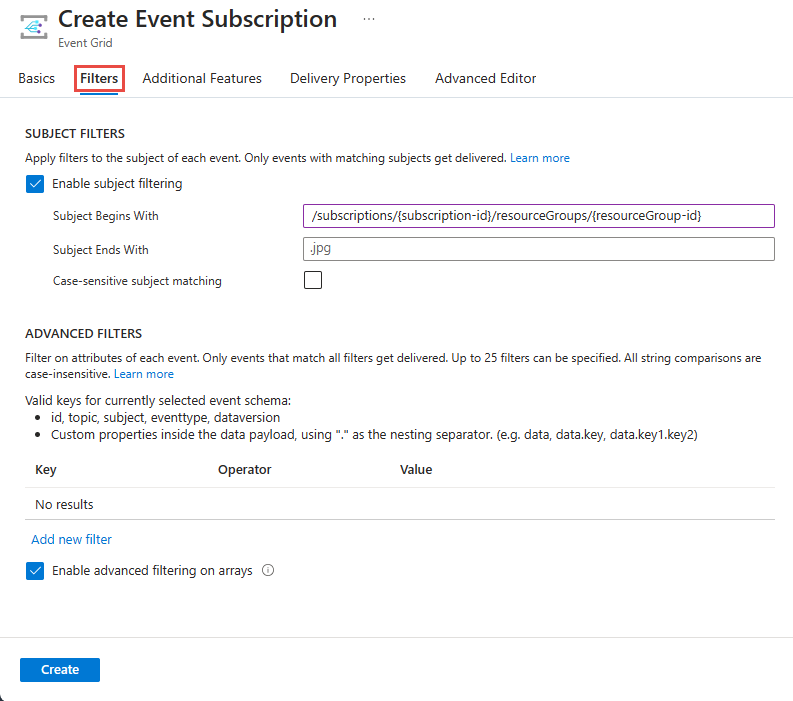 Create Event Subscription ...
Event Grid
Basics Filters Additional Features Delivery Properties Advanced Editor
SUBJECT FILTERS
Apply filters to the subject of each event. Only events with matching subjects get delivered. Learn more
Enable subject filtering
Subject Begins With /subscriptions/{subscription-id}/resourceGroups/{resourceGroup-id}
Subject Ends With .jpg
Case-sensitive subject matching
ADVANCED FILTERS
Filter on attributes of each event. Only events that match all filters get delivered. Up to 25 filters can be specified. All string comparisons are
case-insensitive. Learn more
Valid keys for currently selected event schema:
• id, topic, subject, eventtype, dataversion
• Custom properties inside the data payload, using "." as the nesting separator. (e.g. data, data.key, data.key1.key2)
Key Operator Value
No results
Add new filter
Enable advanced filtering on arrays
Create